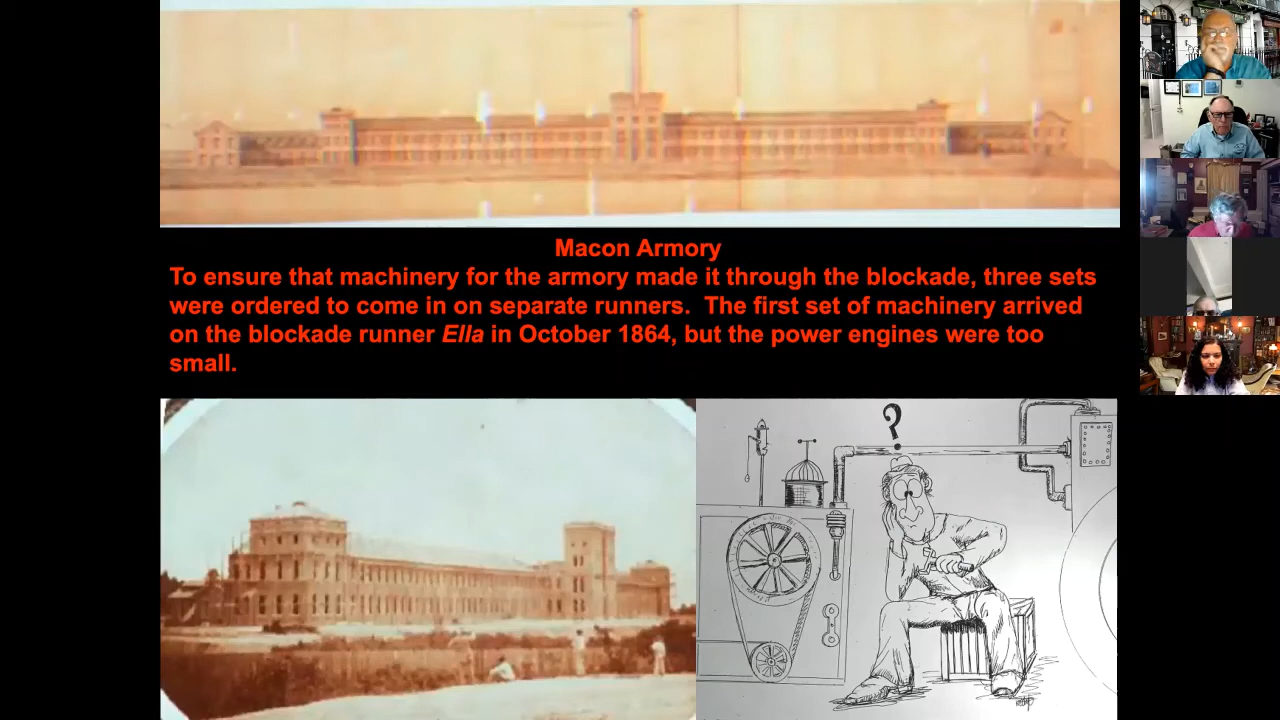 Macon Armory
To ensure that machinery for the armory made it through the blockade, three sets
were ordered to come in on separate runners.  The first set of machinery arrived
on the blockade runner Ella in October 1864, but the power engines were too
small.
?